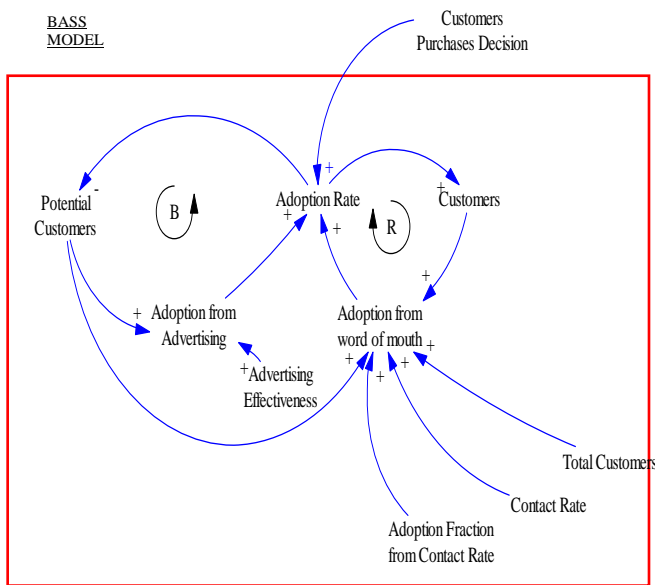 BASS
MODEL
Customers
Purchases Decision
+
-
+
Potential
Customers
B
Adoption Rate
R
Customers
+
+
+
+
Adoption from
Advertising
Adoption from
word of mouth
+
+
+
+
+
Advertising
Effectiveness
Total Customers
Contact Rate
Adoption Fraction
from Contact Rate